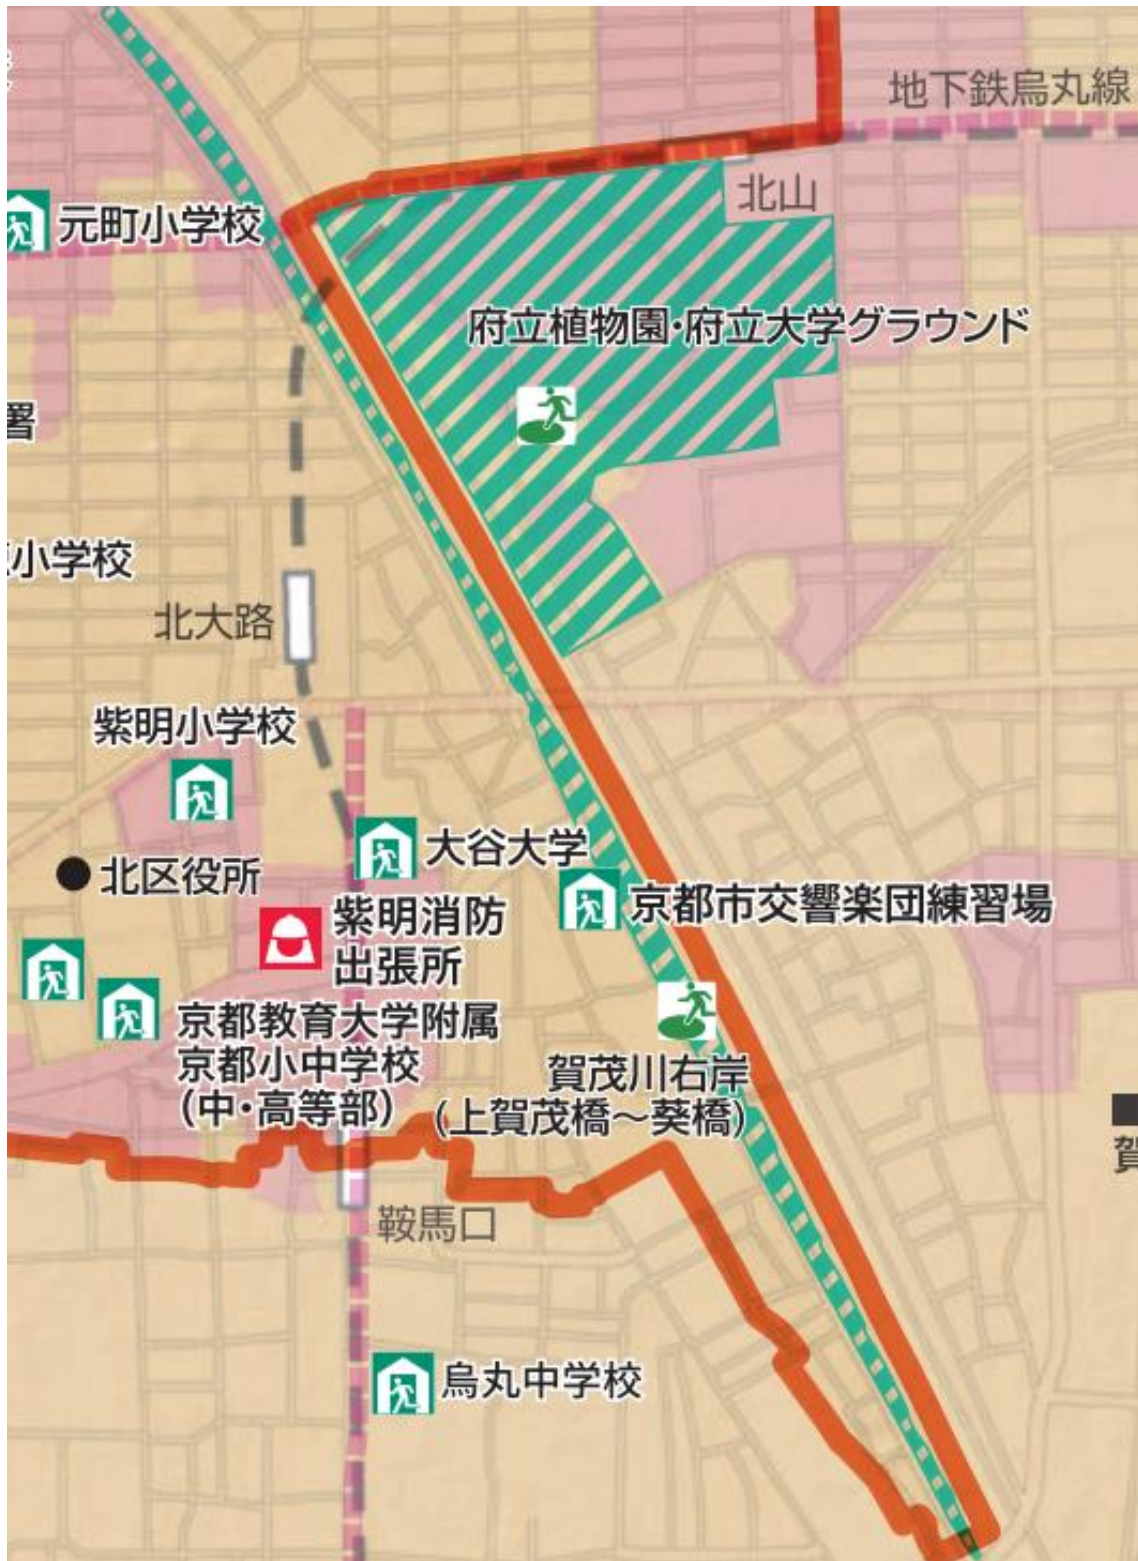 地下鉄烏丸線
北山
元町小学校
府立植物園・府立大学グラウンド
署
小学校
北大路
紫明小学校
大谷大学
北区役所
京都市交響楽団練習場
紫明消防
出張所
京都教育大学附属
京都小中学校
(中・高等部)
賀茂川右岸
(上賀茂橋～葵橋)
賀
鞍馬口
烏丸中学校